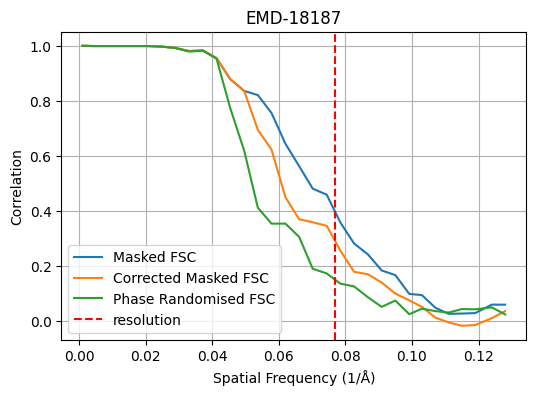 EMD-18187
1.0
0.8
0.6
0.4
0.2
0.0
Correlation
Masked FSC
Corrected Masked FSC
Phase Randomised FSC
resolution
0.00 0.02 0.04 0.06 0.08 0.10 0.12
Spatial Frequency (1/Å)